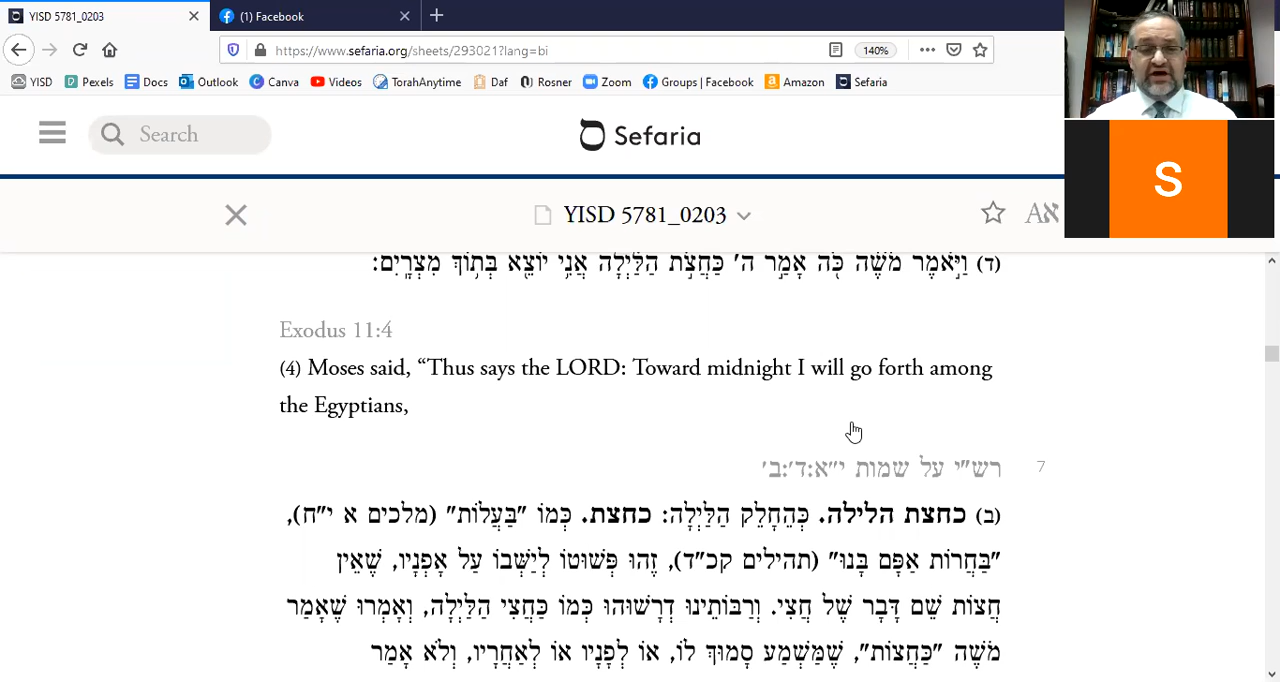 YISD 5781_0203
(1) Facebook
https://www.sefaria.org/sheets/293021?lang=bi
140%
YISD Pexels Docs Outlook Canva Videos TorahAnytime Daf Rosner Zoom Groups | Facebook Amazon Sefaria
Search
Sefaria
YISD 5781_0203
Aא
S
(ד) וַיֹּ֣אמֶר מֹשֶׁ֔ה כֹּ֖ה אָמַ֣ר ה' כַּחֲצֹ֣ת הַלַּ֔יְלָה אֲנִ֥י יוֹצֵ֖א בְּת֥וֹךְ מִצְרָֽיִם׃
Exodus 11:4
(4) Moses said, “Thus says the LORD: Toward midnight I will go forth among
the Egyptians,
רש"י על שמות י"א:ד':ב'
7
(ב) כחצת הלילה. כְּהֵחָלֵק הַלַּיְלָה: כחצת. כְּמוֹ "בַּעֲלוֹת" (מלכים א י"ח),
"בַּחֲרוֹת אַפָּם בָּנוּ" (תהילים קכ"ד), זֶהוּ פְּשׁוּטוֹ לְיַשְּׁבוֹ עַל אָפְנָיו, שֶׁאֵין
חֲצוֹת שֵׁם דָּבָר שֶׁל חֲצִי. וְרַבּוֹתֵינוּ דְרָשׁוּהוּ כְּמוֹ כַּחֲצִי הַלַּיְלָה, וְאָמְרוּ שֶׁאָמַר
מֹשֶׁה "כַּחֲצוֹת", שֶׁמַּשְׁמַע סָמוּךְ לוֹ, אוֹ לְפָנָיו אוֹ לְאַחֲרָיו, וְלֹא אָמַר